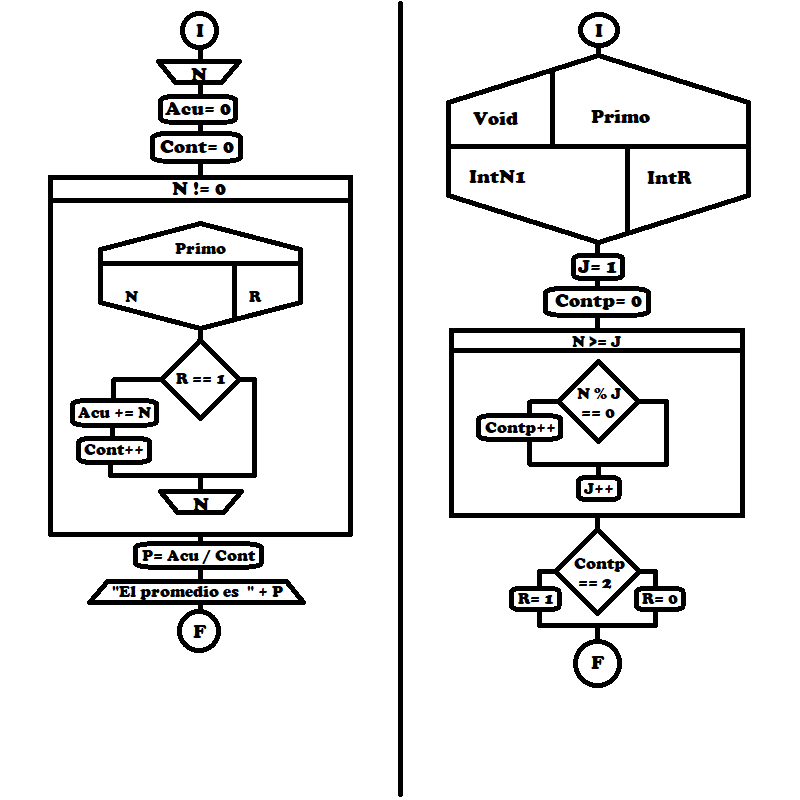 I
N
Acu= 0
Cont= 0
N != 0
Primo
N R
R == 1
Acu += N
Cont++
N
P= Acu / Cont
"El promedio es " + P
F
I
Void Primo
IntN1 IntR
J= 1
Contp= 0
N >= J
N % J
== 0
Contp++
J++
Contp
== 2
R= 1 R= 0
F